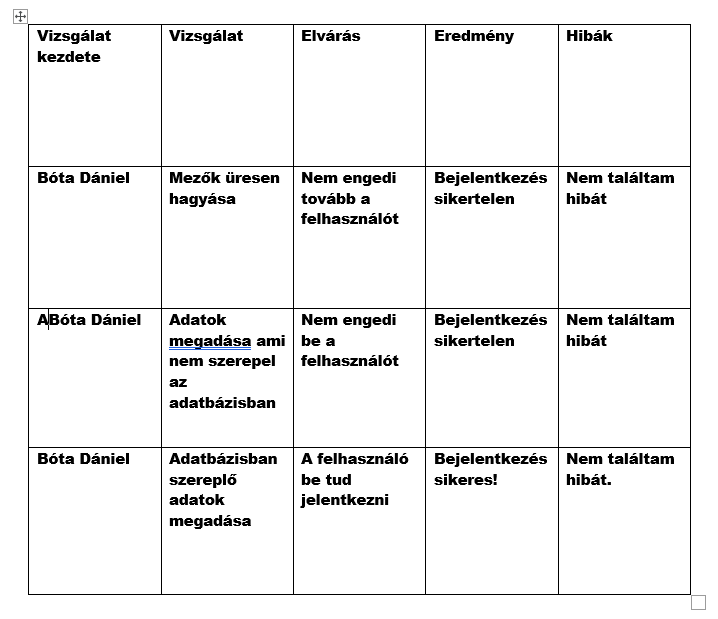 Vizsgálat
kezdete
Vizsgálat
Elvárás
Eredmény
Hibák
Bóta Dániel
Mezők üresen
hagyása
Nem engedi
tovább a
felhasználót
Bejelentkezés
sikertelen
Nem találtam
hibát
ABóta Dániel
Adatok
megadása ami
nem szerepel
az
adatbázisban
Nem engedi
be a
felhasználót
Bejelentkezés
sikertelen
Nem találtam
hibát
Bóta Dániel
Adatbázisban
szereplő
adatok
megadása
A felhasználó
be tud
jelentkezni
Bejelentkezés
sikeres!
Nem találtam
hibát.